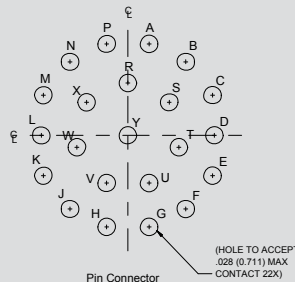 ℄
P A
N B
R
M X S C
L Y D
℄ W T
K E
V U
J F
H G
(HOLE TO ACCEPT
.028 (0.711) MAX
CONTACT 22X)
Pin Connector